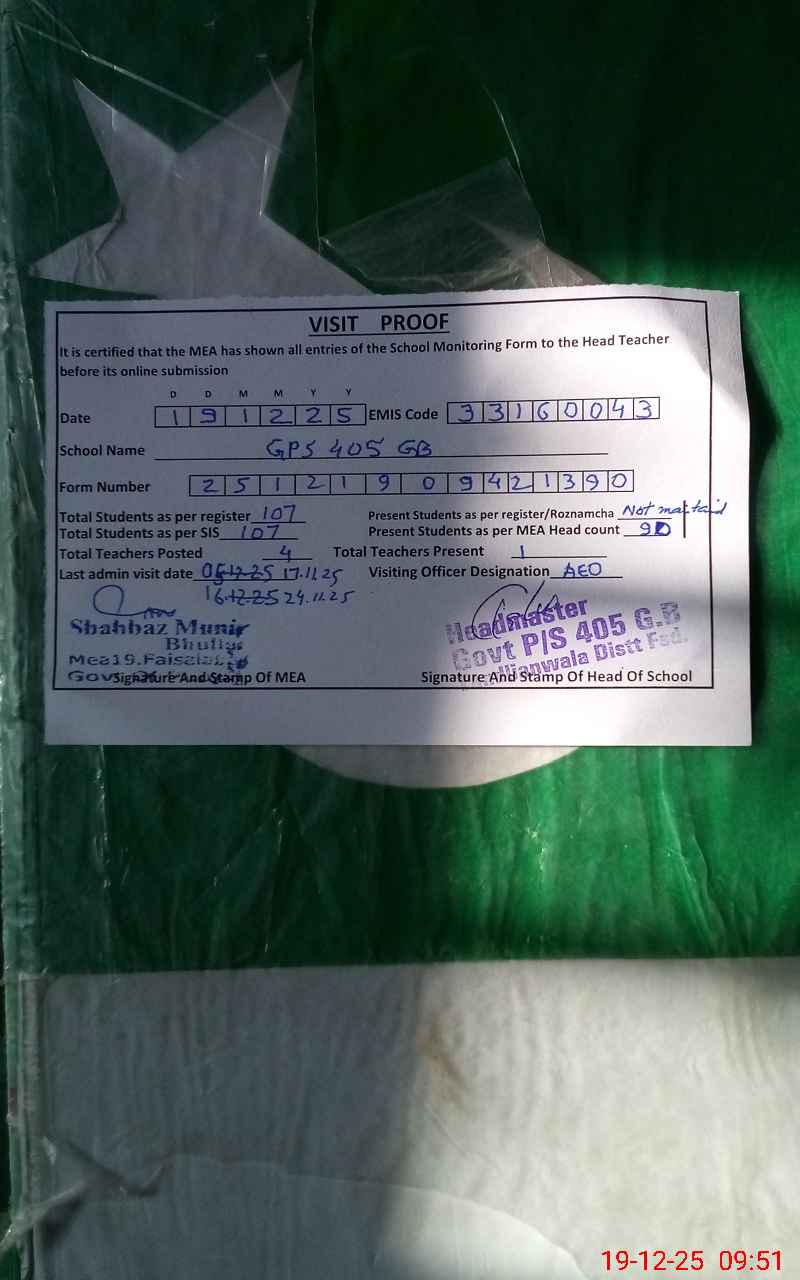 VISIT PROOF
It is certified that the MEA has shown all entries of the School Monitoring Form to the Head Teacher
before its online submission
D D M M Y Y
Date 1 9 1 2 2 5 EMIS Code 3 3 1 6 0 0 4 3
School Name GPS 405 GB
Form Number 2 5 1 2 1 9 0 9 4 2 1 3 9 0
Total Students as per register 107 Present Students as per register/Roznamcha Not
Total Students as per SIS 107 Present Students as per MEA Head count 90
Total Teachers Posted 4 Total Teachers Present 1
Last admin visit date 05.12.25 17.11.25 Visiting Officer Designation AEO
16.12.25 24.11.25
Shahbaz Munir
Bhullar
Mea19.Faisalabad
Headmaster
Govt P/S 405 G.B
Distt Fsd.
Signature And Stamp Of MEA Signature And Stamp Of Head Of School
19-12-25 09:51